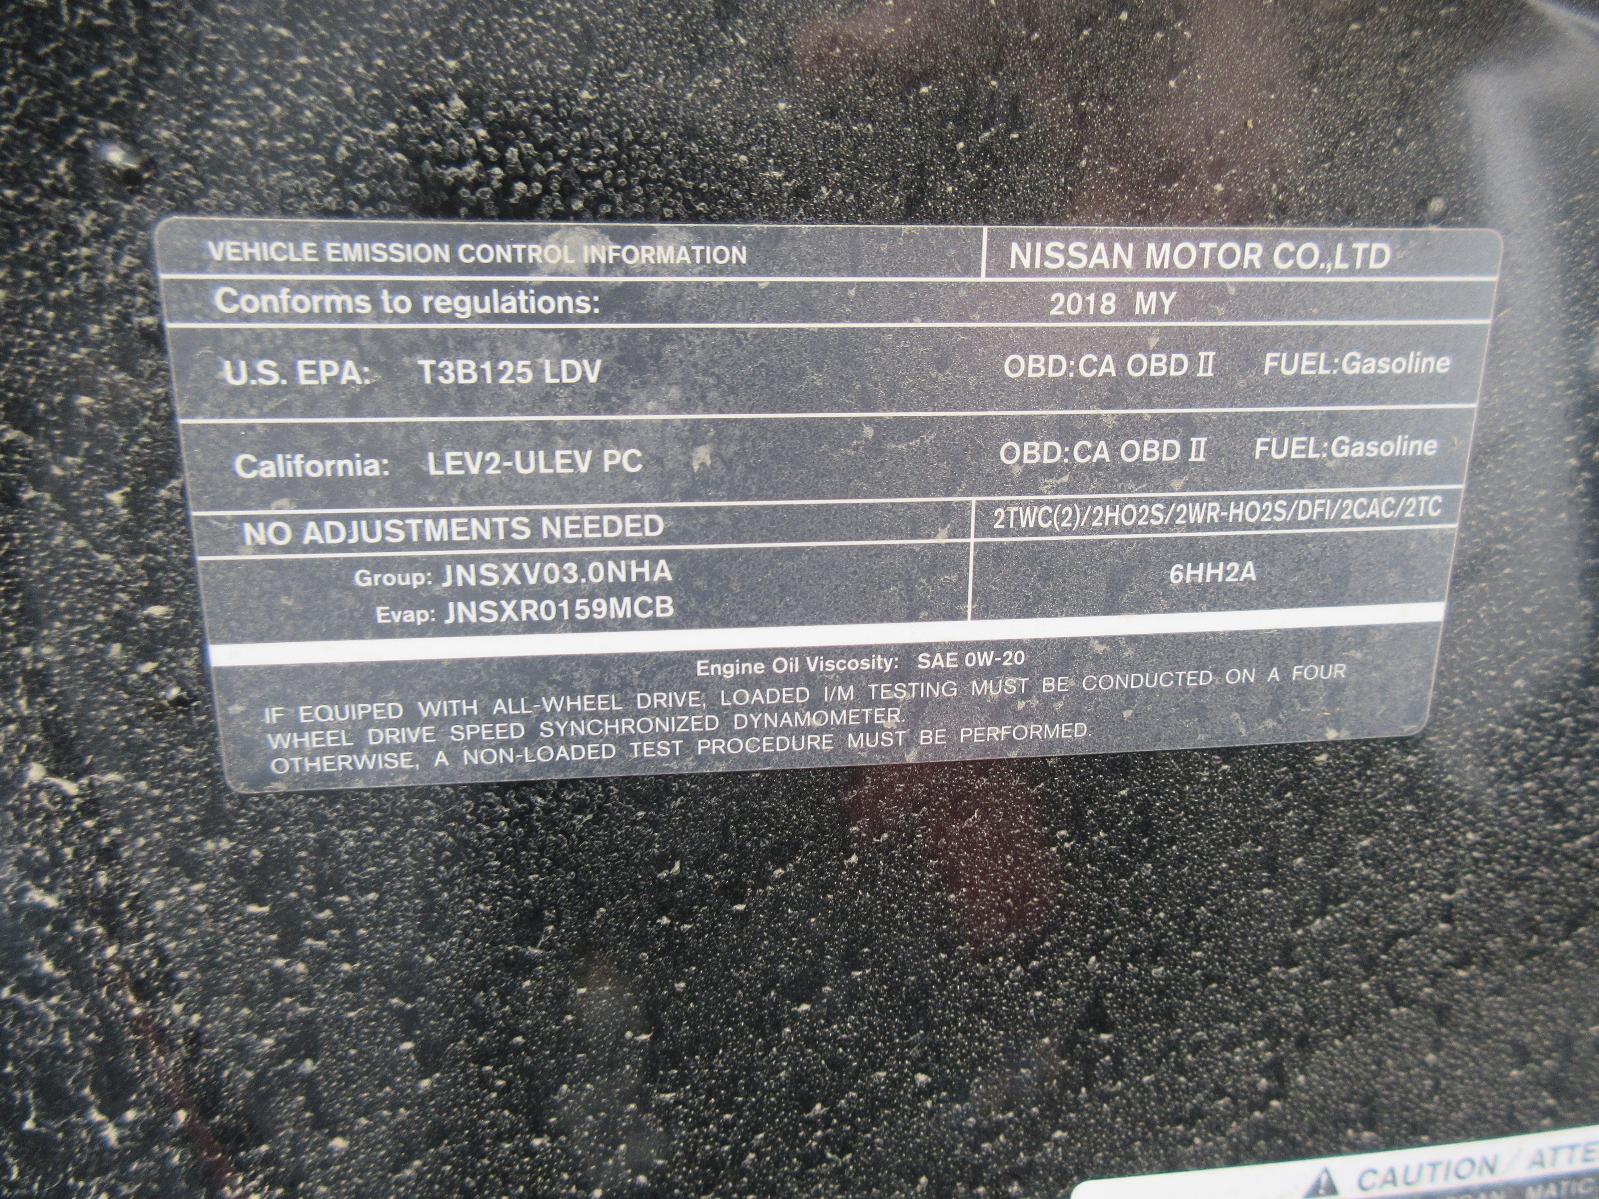 VEHICLE EMISSION CONTROL INFORMATION NISSAN MOTOR CO.,LTD
Conforms to regulations: 2018 MY
U.S. EPA: T3B125 LDV OBD:CA OBD II FUEL:Gasoline
California: LEV2-ULEV PC OBD:CA OBD II FUEL:Gasoline
NO ADJUSTMENTS NEEDED 2TWC(2)/2HO2S/2WR-HO2S/DFI/2CAC/2TC
Group: JNSXV03.0NHA 6HH2A
Evap: JNSXR0159MCB
Engine Oil Viscosity: SAE 0W-20
IF EQUIPED WITH ALL-WHEEL DRIVE, LOADED I/M TESTING MUST BE CONDUCTED ON A FOUR
WHEEL DRIVE SPEED SYNCHRONIZED DYNAMOMETER.
OTHERWISE, A NON-LOADED TEST PROCEDURE MUST BE PERFORMED.
CAUTION / ATTE